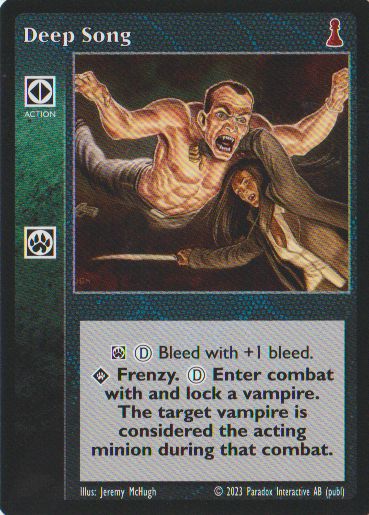 Deep Song
ACTION
D Bleed with +1 bleed.
Frenzy. D Enter combat
with and lock a vampire.
The target vampire is
considered the acting
minion during that combat.
Illus: Jeremy McHugh © 2023 Paradox Interactive AB (publ)